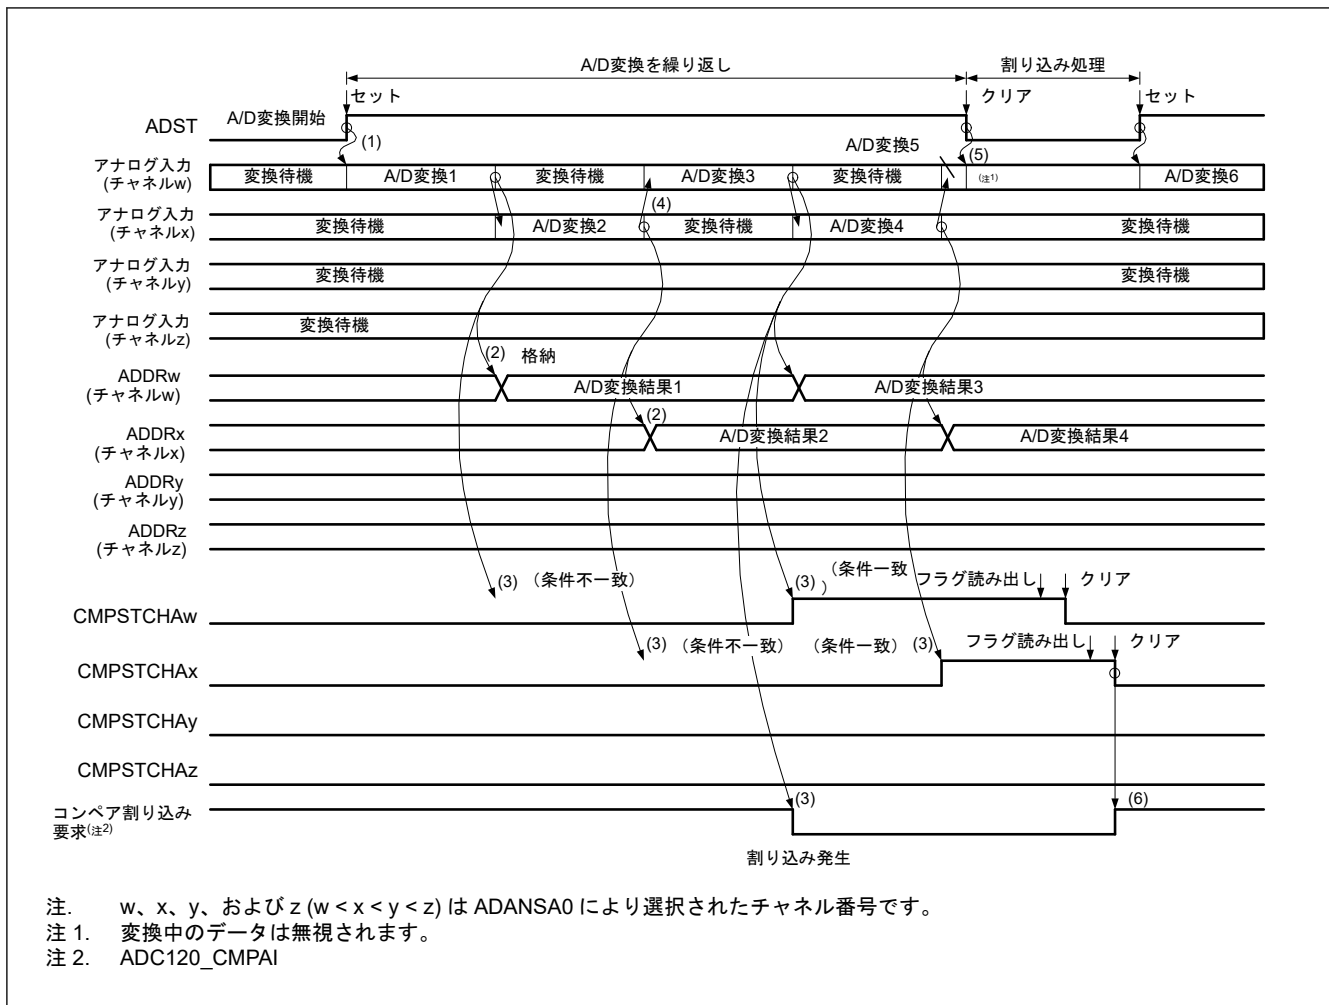 A/D変換を繰り返し
割り込み処理
セット
クリア
セット
ADST
A/D変換開始
(1)
A/D変換5
(5)
アナログ入力
(チャネルw)
変換待機
A/D変換1
変換待機
A/D変換3
変換待機
(注1)
A/D変換6
(4)
アナログ入力
(チャネルx)
変換待機
A/D変換2
変換待機
A/D変換4
変換待機
アナログ入力
(チャネルy)
変換待機
変換待機
アナログ入力
(チャネルz)
変換待機
(2)
格納
ADDRw
(チャネルw)
A/D変換結果1
A/D変換結果3
(2)
ADDRx
(チャネルx)
A/D変換結果2
A/D変換結果4
ADDRy
(チャネルy)
ADDRz
(チャネルz)
(3) (条件不一致)
(3)
(条件一致
)
フラグ読み出し
クリア
CMPSTCHAw
(3) (条件不一致)
(条件一致) (3)
フラグ読み出し
クリア
CMPSTCHAx
CMPSTCHAy
CMPSTCHAz
(3)
(6)
コンペア割り込み
要求(注2)
割り込み発生
注. w、x、y、および z (w < x < y < z) は ADANSA0 により選択されたチャネル番号です。
注 1. 変換中のデータは無視されます。
注 2. ADC120_CMPAI